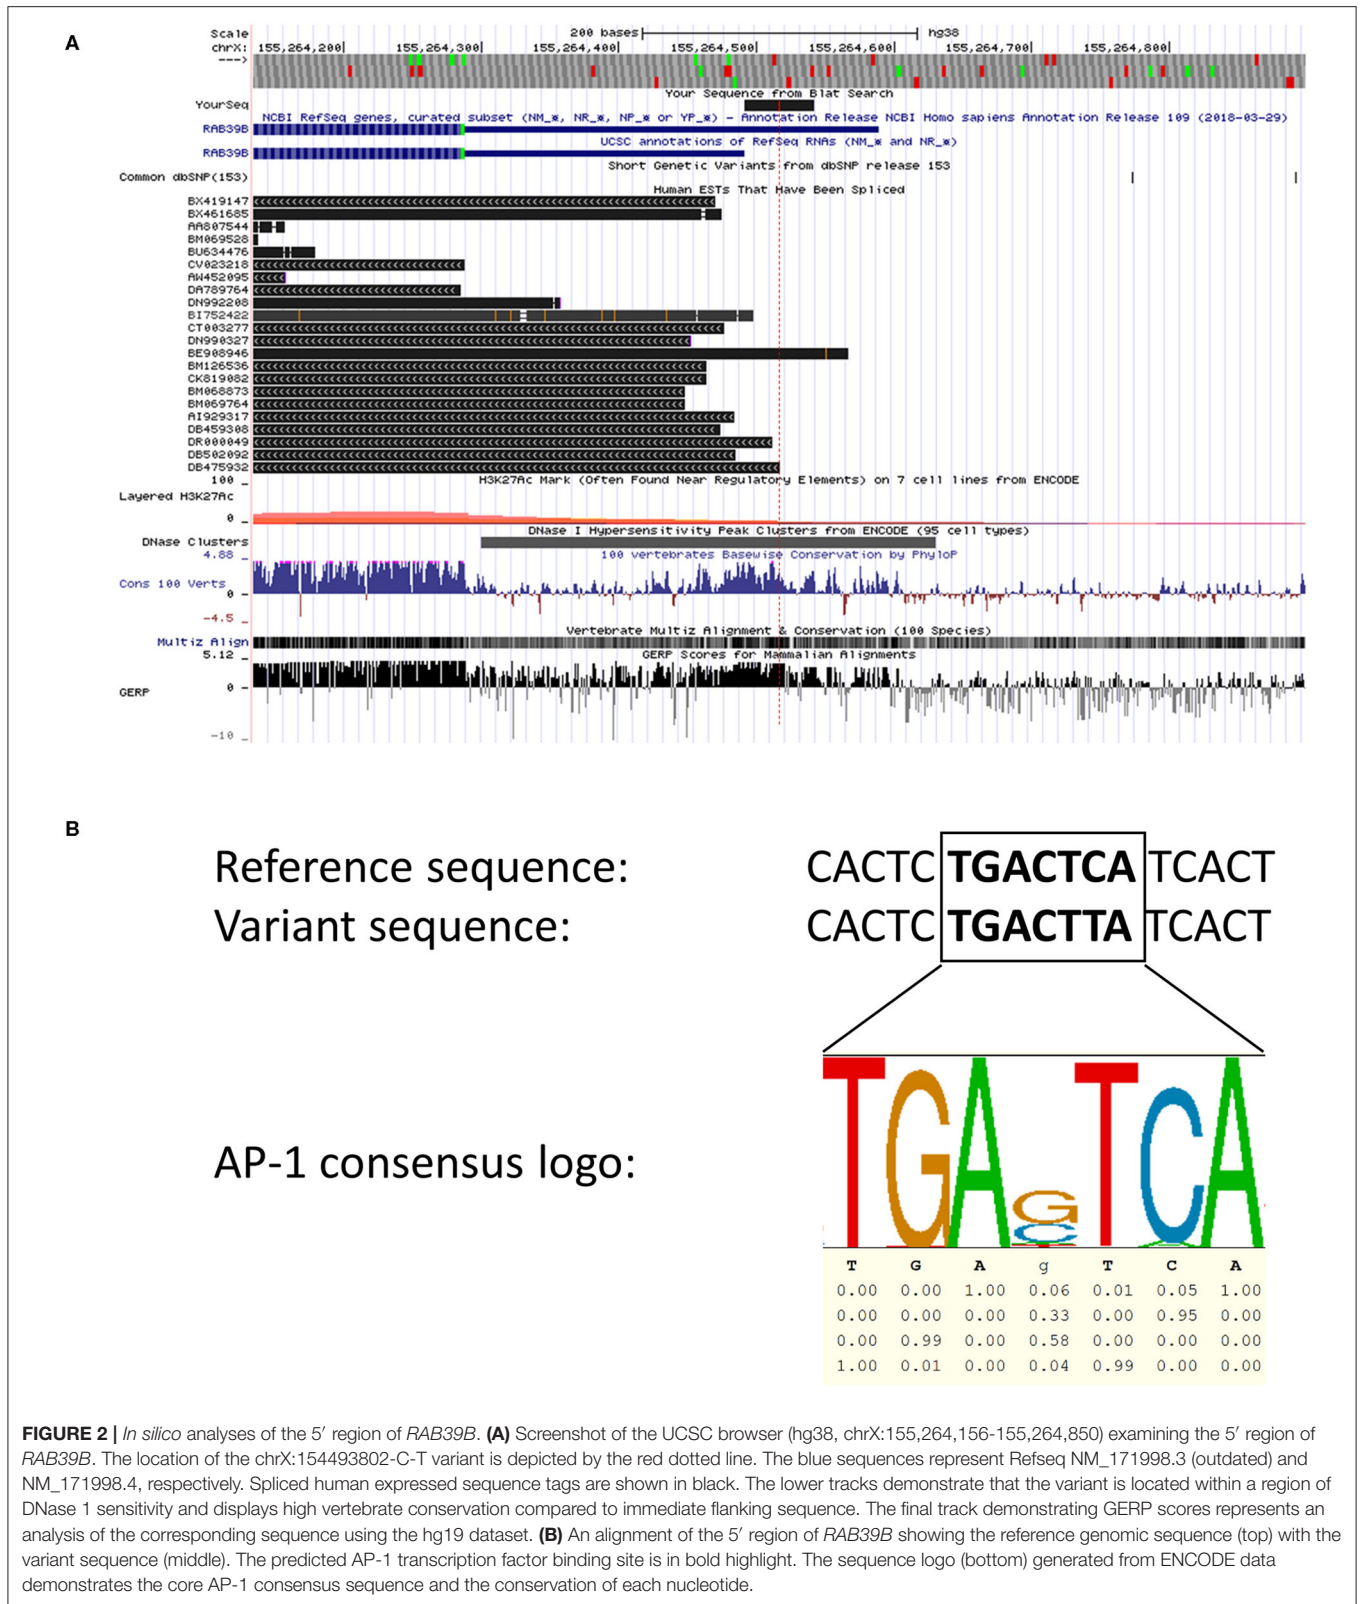 A
Scale 200 bases hg38
chrX: 155,264,200 155,264,300 155,264,400 155,264,500 155,264,600 155,264,700 155,264,800
--->
Your Sequence from Blat Search
YourSeq
NCBI RefSeq genes, curated subset (NM_*, NR_*, NP_* or YP_*) - Annotation Release NCBI Homo sapiens Annotation Release 109 (2018-03-29)
RAB39B
UCSC annotations of RefSeq RNAs (NM_* and NR_*)
RAB39B
Short Genetic Variants from dbSNP release 153
Common dbSNP(153)
Human ESTs That Have Been Spliced
BX419147
BX461685
AA807544
BM069528
BU634476
CV023218
AW452095
DA789764
DN992208
BI752422
CT003277
DN990327
BE908946
BM126536
CK819082
BM068873
BM069764
AI929317
DB459308
DR000049
DB502092
DB475932
H3K27Ac Mark (Often Found Near Regulatory Elements) on 7 cell lines from ENCODE
100 _
Layered H3K27Ac
0 _
DNase I Hypersensitivity Peak Clusters from ENCODE (95 cell types)
DNase Clusters
100 vertebrates Basewise Conservation by PhyloP
4.88 _
Cons 100 Verts
0 -
-4.5 _
Vertebrate Multiz Alignment & Conservation (100 Species)
Multiz Align
GERP Scores for Mammalian Alignments
5.12 _
GERP
0 -
-10 _
B
Reference sequence: CACTC TGACTCA TCACT
Variant sequence: CACTC TGACTTA TCACT
AP-1 consensus logo:
TGAGTCA
C
T G A g T C A
0.00 0.00 1.00 0.06 0.01 0.05 1.00
0.00 0.00 0.00 0.33 0.00 0.95 0.00
0.00 0.99 0.00 0.58 0.00 0.00 0.00
1.00 0.01 0.00 0.04 0.99 0.00 0.00
FIGURE 2 | In silico analyses of the 5′ region of RAB39B. (A) Screenshot of the UCSC browser (hg38, chrX:155,264,156-155,264,850) examining the 5′ region of
RAB39B. The location of the chrX:154493802-C-T variant is depicted by the red dotted line. The blue sequences represent Refseq NM_171998.3 (outdated) and
NM_171998.4, respectively. Spliced human expressed sequence tags are shown in black. The lower tracks demonstrate that the variant is located within a region of
DNase 1 sensitivity and displays high vertebrate conservation compared to immediate flanking sequence. The final track demonstrating GERP scores represents an
analysis of the corresponding sequence using the hg19 dataset. (B) An alignment of the 5′ region of RAB39B showing the reference genomic sequence (top) with the
variant sequence (middle). The predicted AP-1 transcription factor binding site is in bold highlight. The sequence logo (bottom) generated from ENCODE data
demonstrates the core AP-1 consensus sequence and the conservation of each nucleotide.